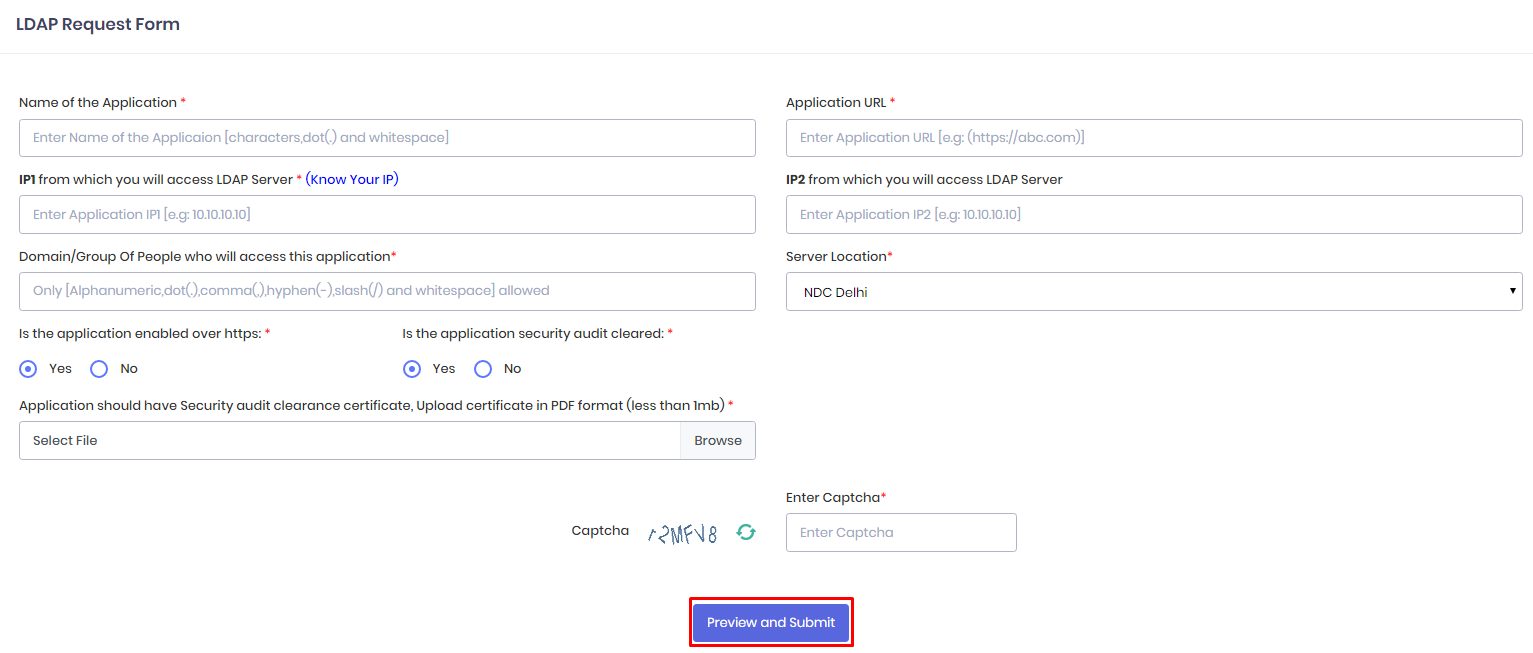 LDAP Request Form
Name of the Application *
Application URL *
Enter Name of the Applicaion [characters,dot(.) and whitespace]
Enter Application URL [e.g: (https://abc.com)]
IP1 from which you will access LDAP Server * (Know Your IP)
IP2 from which you will access LDAP Server
Enter Application IP1 [e.g: 10.10.10.10]
Enter Application IP2 [e.g: 10.10.10.10]
Domain/Group Of People who will access this application*
Server Location*
Only [Alphanumeric,dot(.),comma(,),hyphen(-),slash(/) and whitespace] allowed
NDC Delhi
Is the application enabled over https: *
Is the application security audit cleared: *
Yes No
Yes No
Application should have Security audit clearance certificate, Upload certificate in PDF format (less than 1mb) *
Select File
Browse
Enter Captcha*
Captcha
Enter Captcha
Preview and Submit